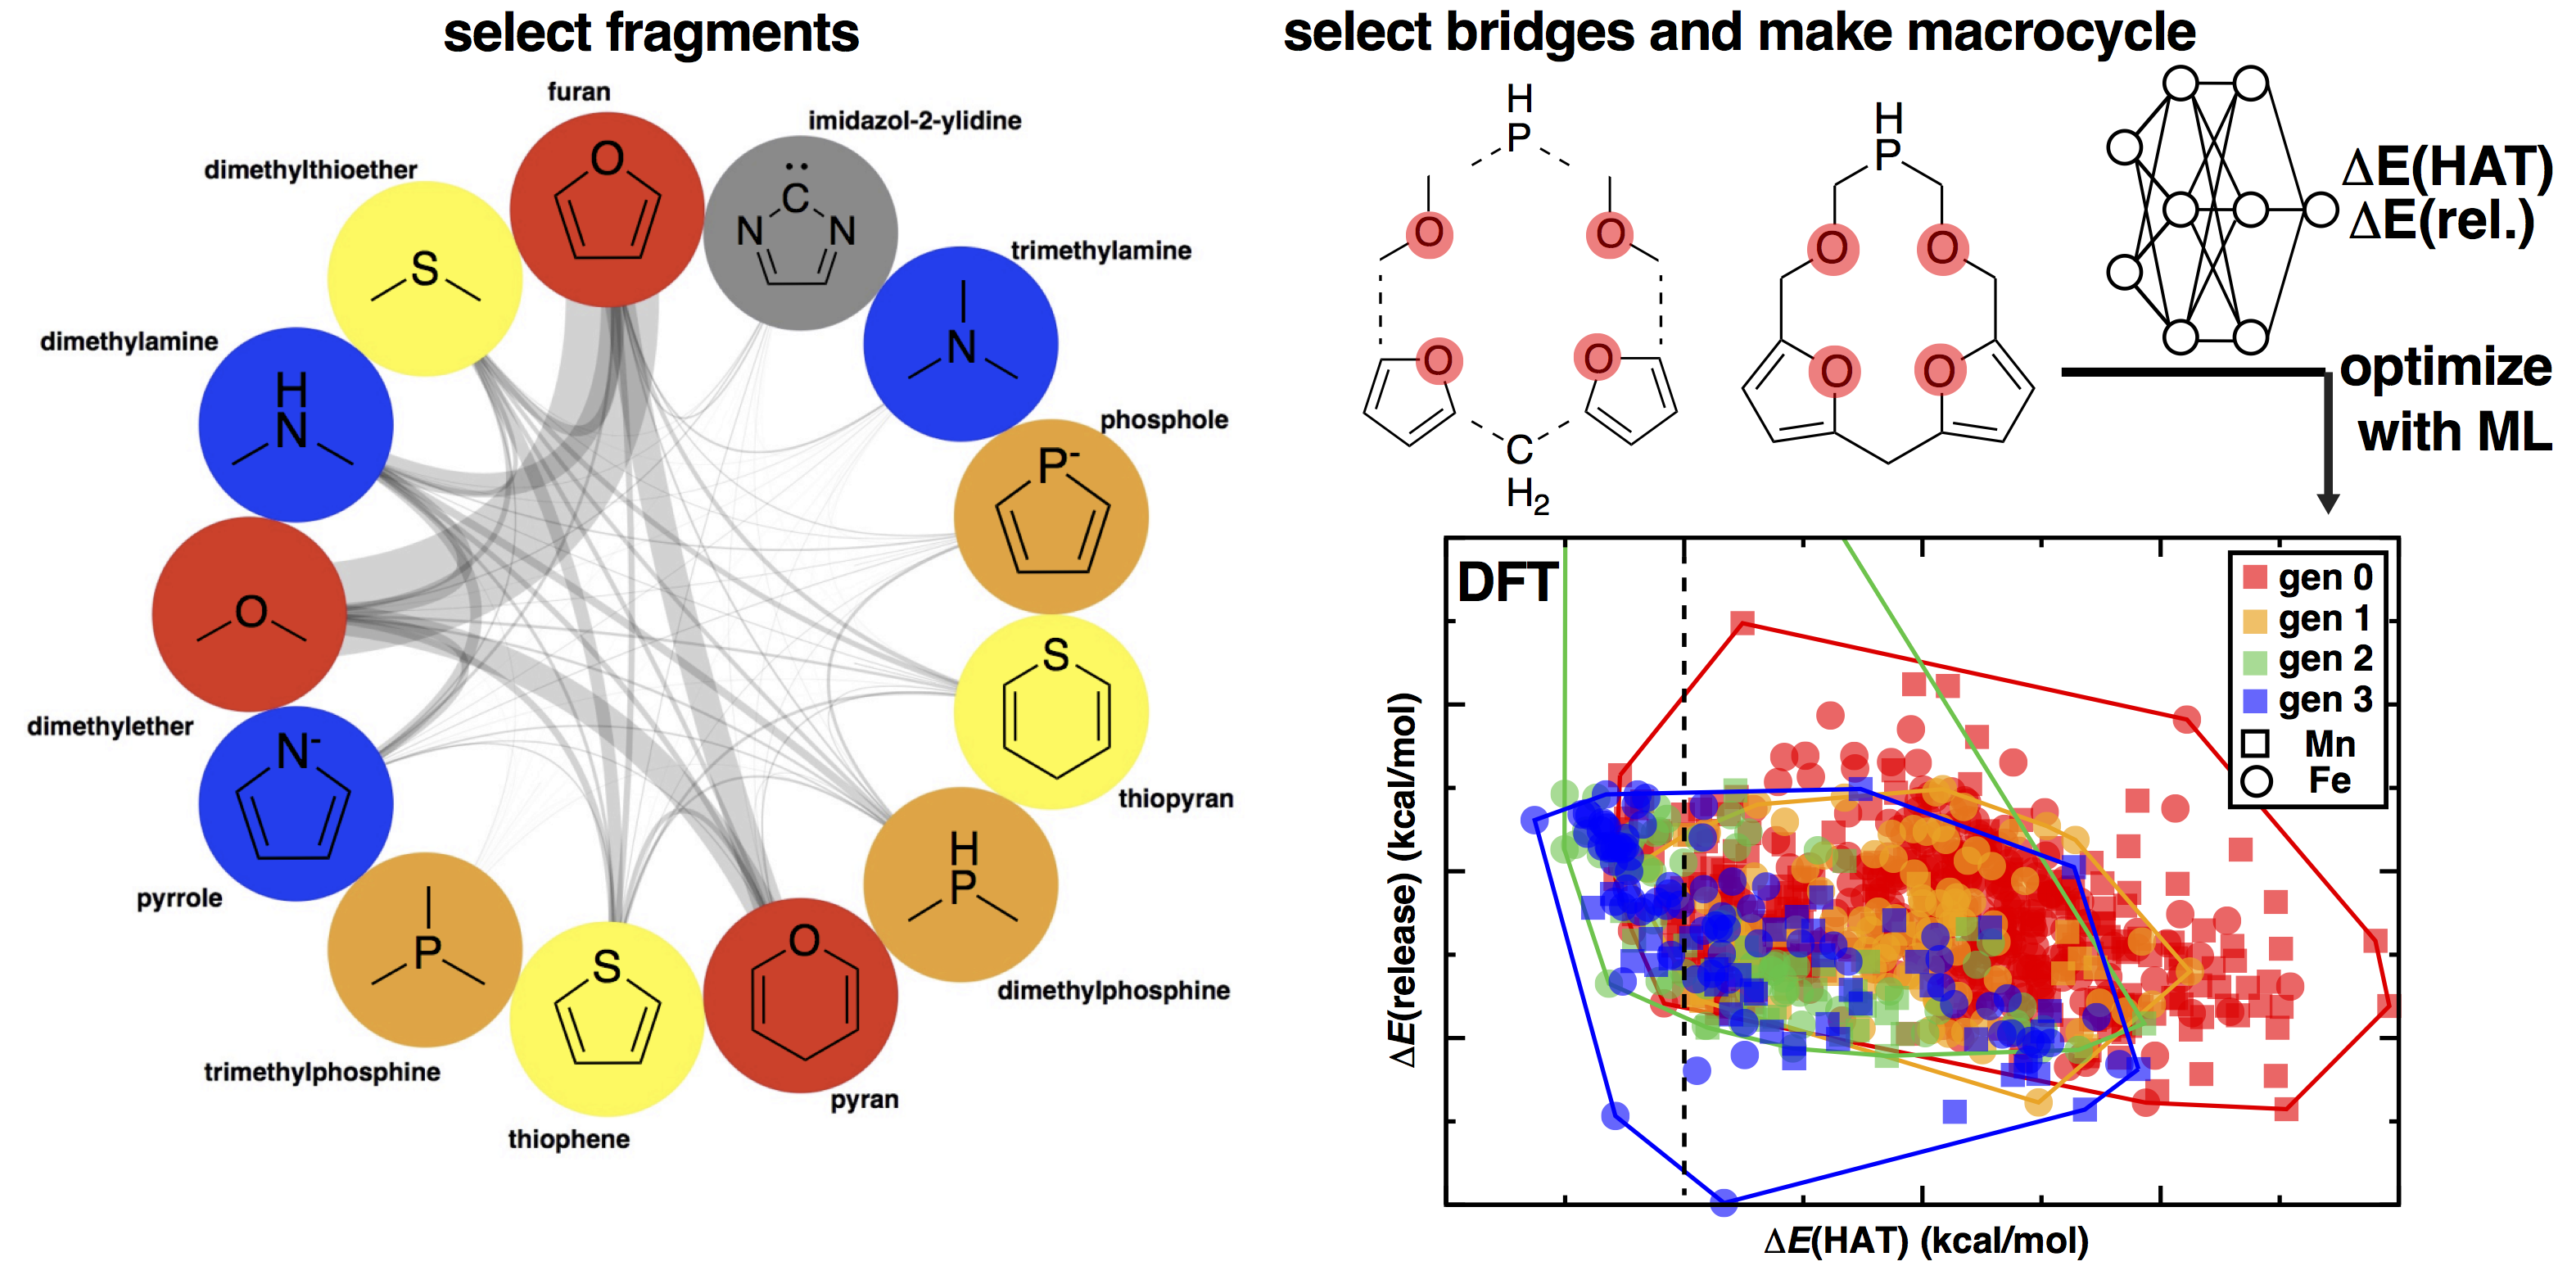 select fragments
furan
O
imidazol-2-ylidine
C
N N
dimethylthioether
S
trimethylamine
N
dimethylamine
H
N
phosphole
P-
dimethylether
O
thiopyran
S
pyrrole
N-
dimethylphosphine
H
P
trimethylphosphine
P
thiophene
S
pyran
O
select bridges and make macrocycle
H
P
O O
O O
C
H2
H
P
O O
O O
ΔE(HAT)
ΔE(rel.)
optimize
with ML
DFT
gen 0
gen 1
gen 2
gen 3
Mn
Fe
ΔE(release) (kcal/mol)
ΔE(HAT) (kcal/mol)